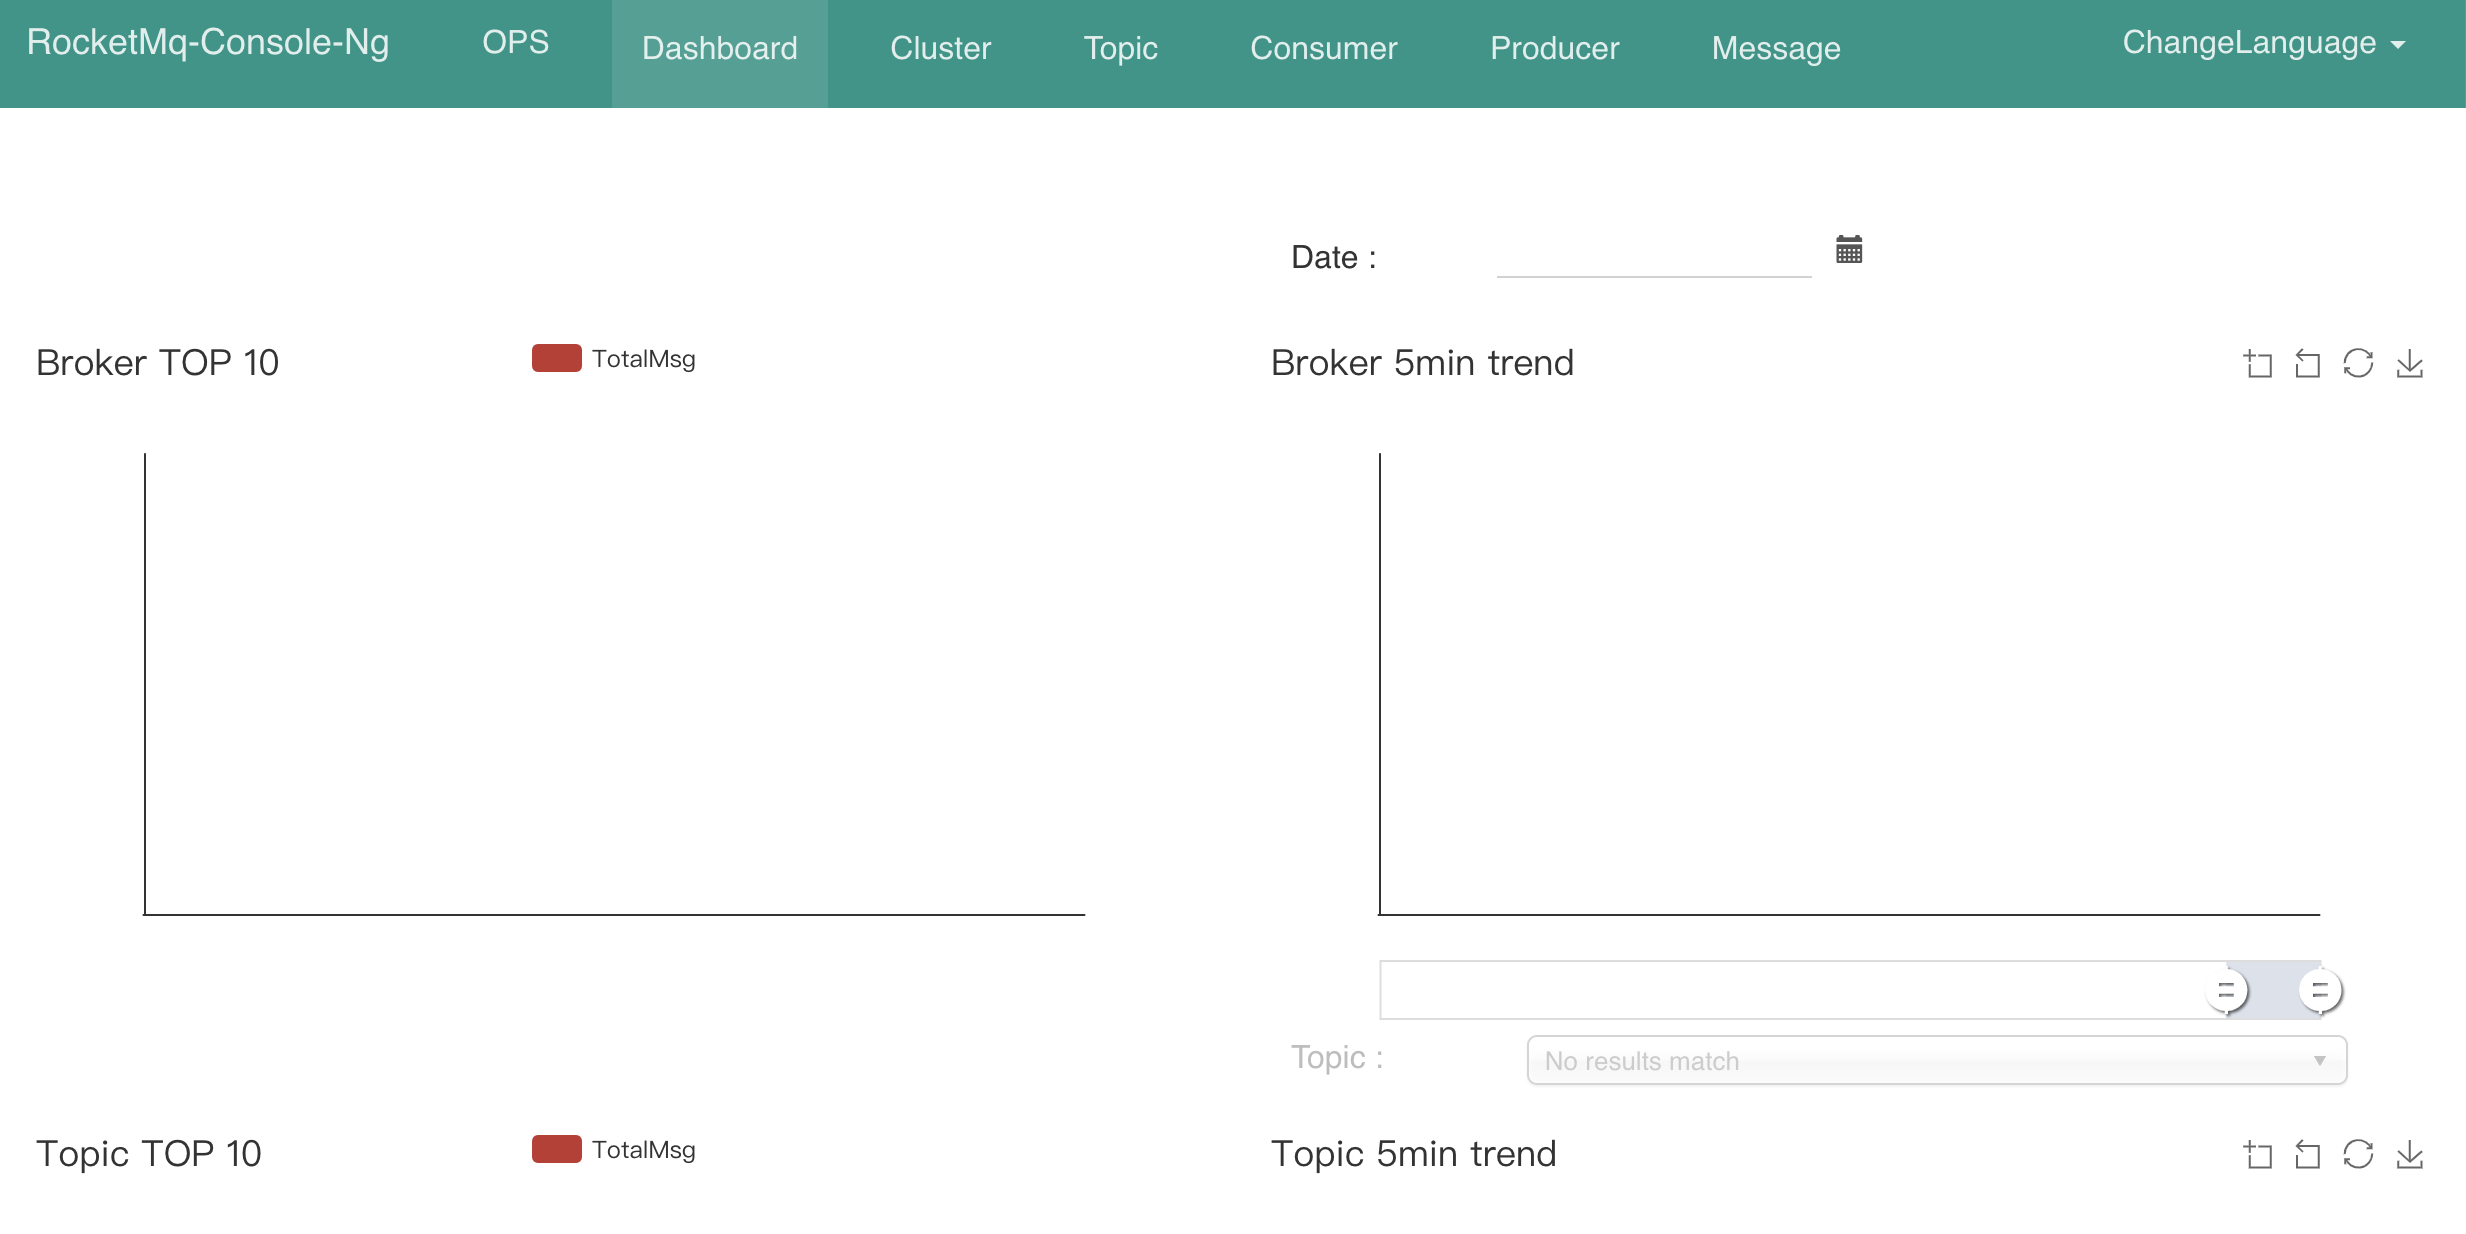 RocketMq-Console-Ng OPS Dashboard Cluster Topic Consumer Producer Message ChangeLanguage
Date :
Broker TOP 10 TotalMsg Broker 5min trend
Topic : No results match
Topic TOP 10 TotalMsg Topic 5min trend